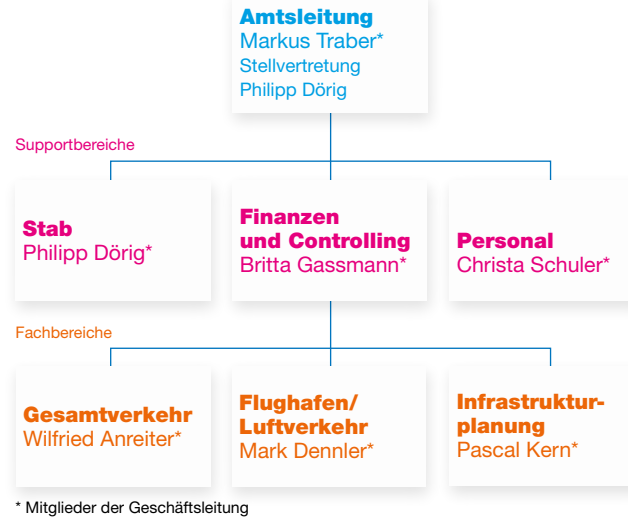 Amtsleitung
Markus Traber*
Stellvertretung
Philipp Dörig
Supportbereiche
Stab
Philipp Dörig*
Finanzen
und Controlling
Britta Gassmann*
Personal
Christa Schuler*
Fachbereiche
Gesamtverkehr
Wilfried Anreiter*
Flughafen/
Luftverkehr
Mark Dennler*
Infrastruktur-
planung
Pascal Kern*
* Mitglieder der Geschäftsleitung